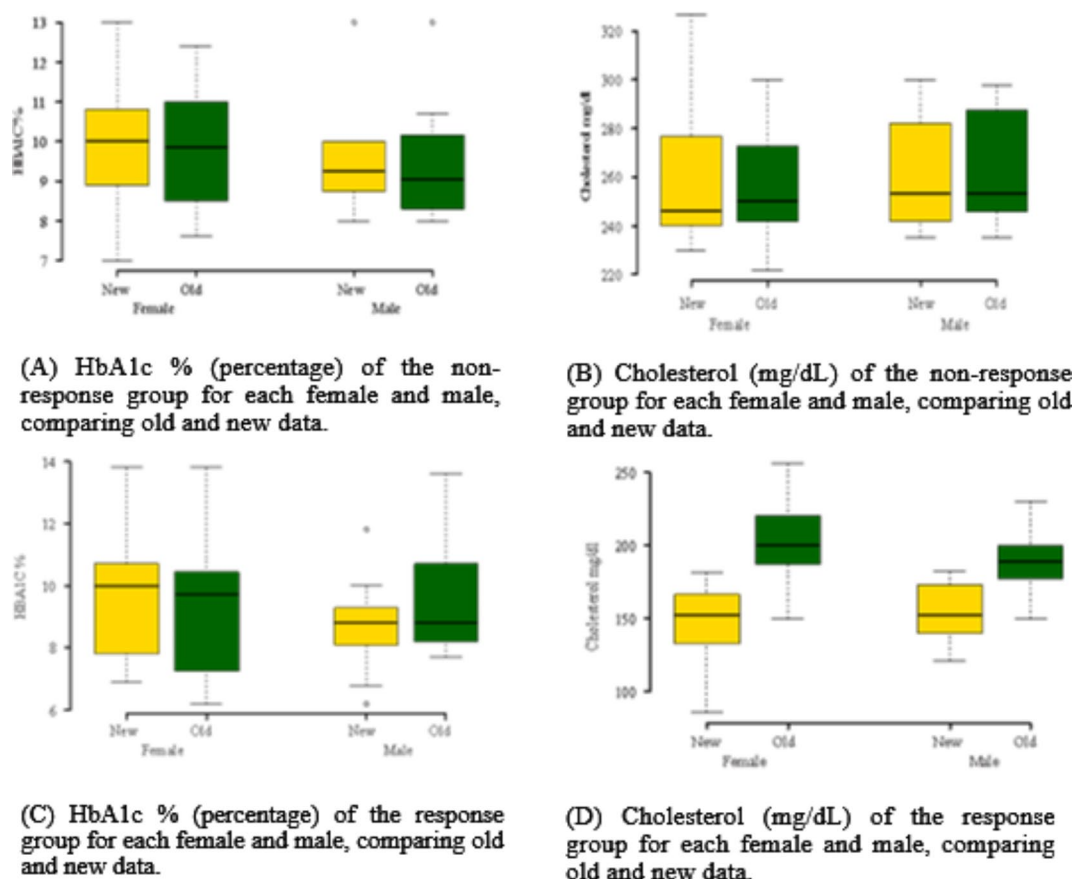 13
12
11
10
9
8
7
HBA1C%
New Old New Old
Female Male
320
300
280
260
240
220
Cholesterol mg/dl
New Old New Old
Female Male
(A) HbA1c % (percentage) of the non-
response group for each female and male,
comparing old and new data.
(B) Cholesterol (mg/dL) of the non-response
group for each female and male, comparing old
and new data.
14
12
10
8
6
HBA1C%
New Old New Old
Female Male
250
200
150
100
Cholesterol mg/dl
New Old New Old
Female Male
(C) HbA1c % (percentage) of the response
group for each female and male, comparing old
and new data.
(D) Cholesterol (mg/dL) of the response
group for each female and male, comparing
old and new data.